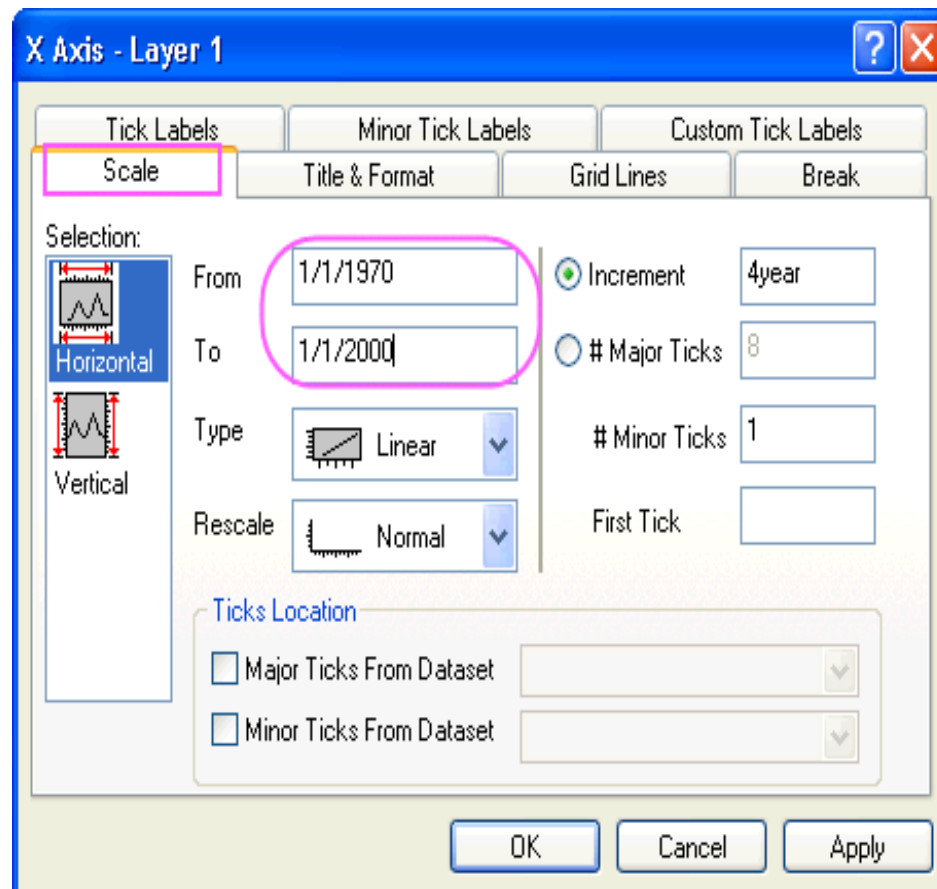 X Axis - Layer 1
?
Tick Labels
Minor Tick Labels
Custom Tick Labels
Scale
Title & Format
Grid Lines
Break
Selection:
Horizontal
Vertical
From
1/1/1970
To
1/1/2000
Type
Linear
Rescale
Normal
Increment
4year
# Major Ticks
8
# Minor Ticks
1
First Tick
Ticks Location
Major Ticks From Dataset
Minor Ticks From Dataset
OK
Cancel
Apply